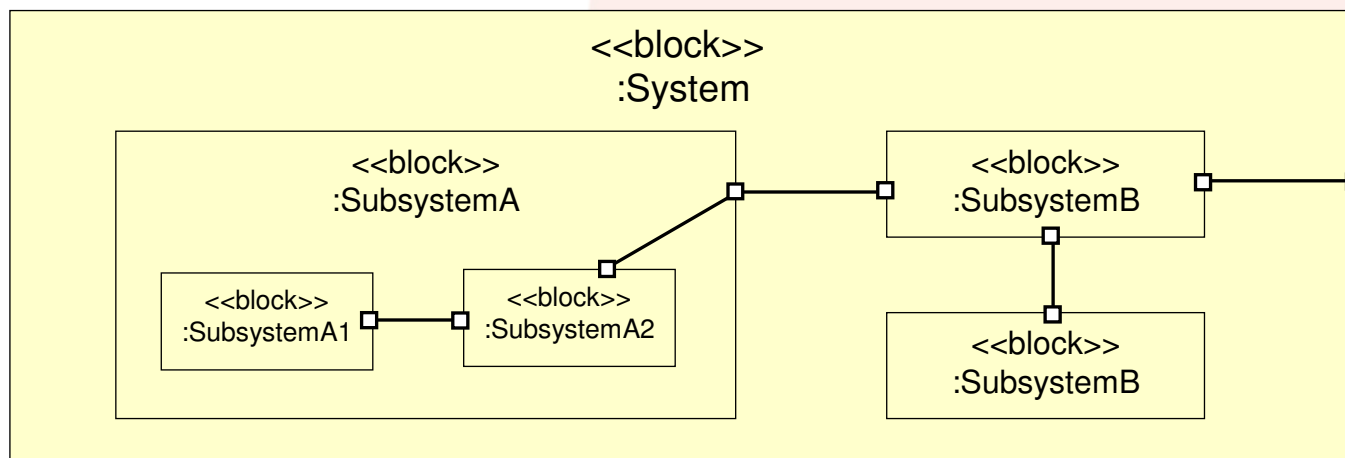 <<block>>
:System
<<block>>
:SubsystemA
<<block>>
:SubsystemA1
<<block>>
:SubsystemA2
<<block>>
:SubsystemB
<<block>>
:SubsystemB